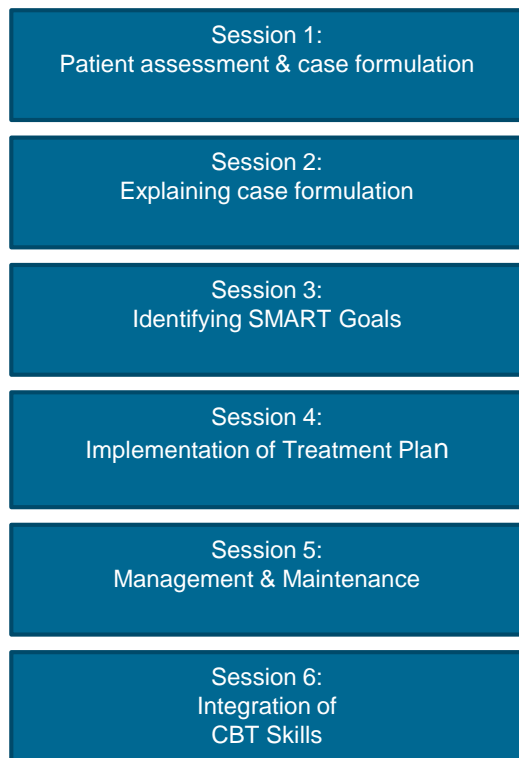 Session 1:
Patient assessment & case formulation
Session 2:
Explaining case formulation
Session 3:
Identifying SMART Goals
Session 4:
Implementation of Treatment Plan
Session 5:
Management & Maintenance
Session 6:
Integration of
CBT Skills